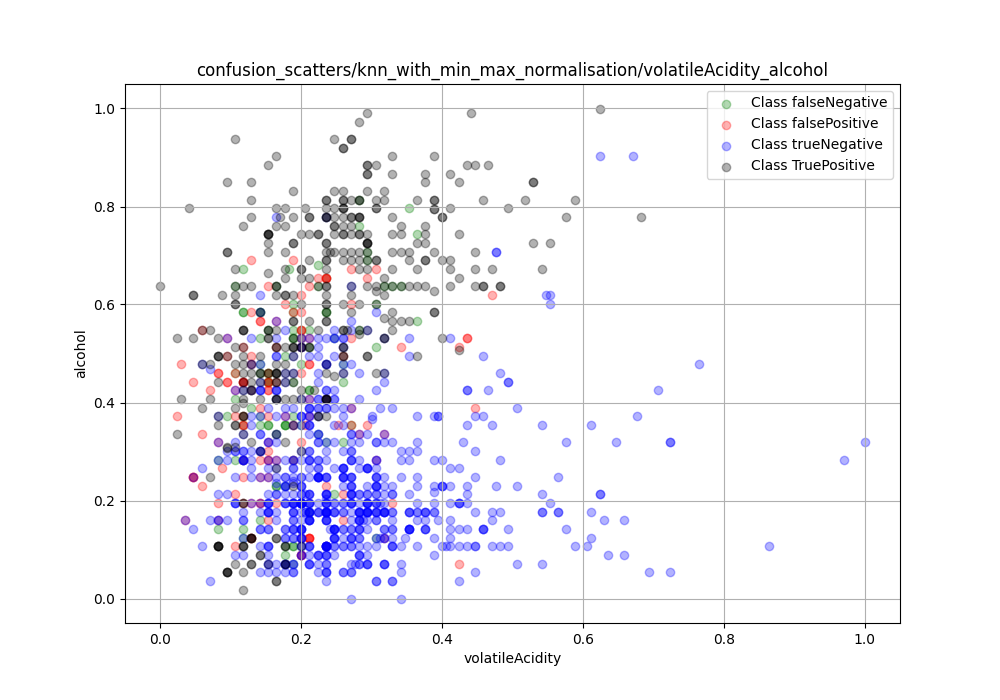 confusion_scatters/knn_with_min_max_normalisation/volatileAcidity_alcohol
Class falseNegative
Class falsePositive
Class trueNegative
Class TruePositive
1.0
0.8
0.6
0.4
0.2
0.0
alcohol
0.0 0.2 0.4 0.6 0.8 1.0
volatileAcidity